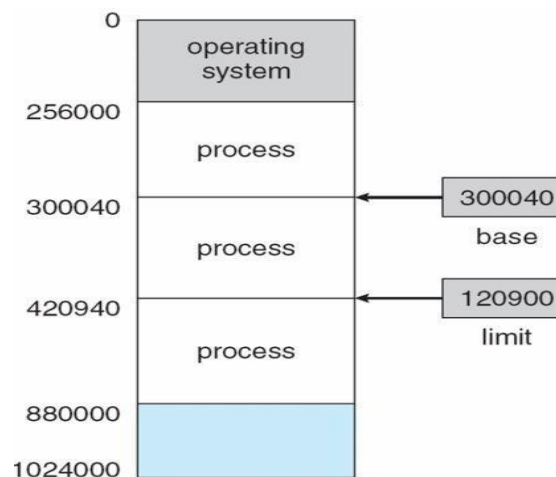 0
operating
system
256000
process
300040
300040
base
process
420940
120900
limit
process
880000
1024000